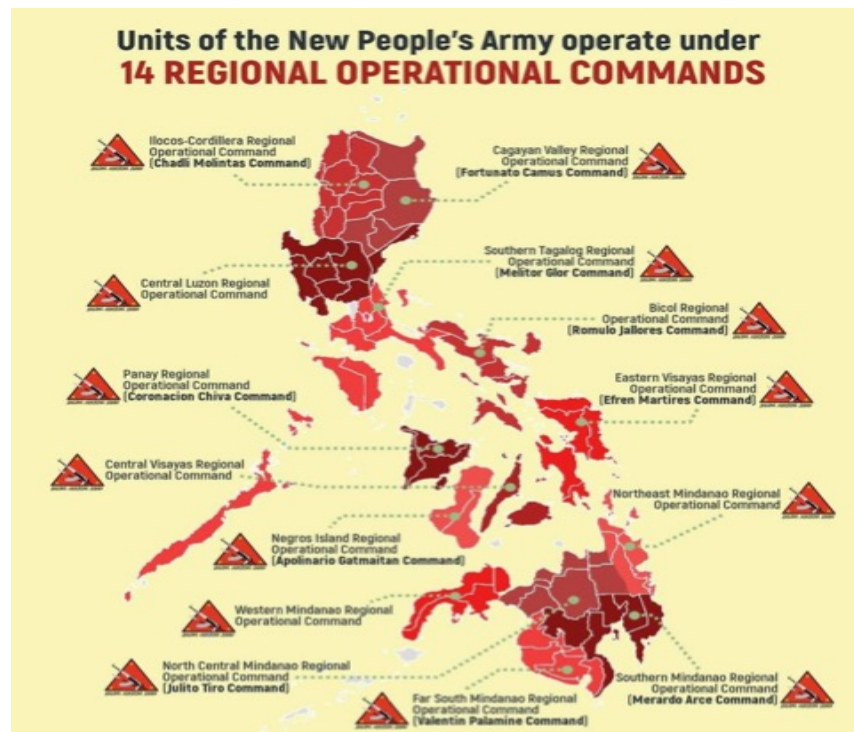 Units of the New People's Army operate under
14 REGIONAL OPERATIONAL COMMANDS
Ilocos-Cordillera Regional
Operational Command
(Chadli Molintas Command)
Cagayan Valley Regional
Operational Command
(Fortunato Camus Command)
Southern Tagalog Regional
Operational Command
(Melitor Glor Command)
Central Luzon Regional
Operational Command
Bicol Regional
Operational Command
(Romulo Jallores Command)
Panay Regional
Operational Command
(Coronacion Chiva Command)
Eastern Visayas Regional
Operational Command
(Efren Martires Command)
Central Visayas Regional
Operational Command
Northeast Mindanao Regional
Operational Command
Negros Island Regional
Operational Command
(Apolinario Gatmaitan Command)
Western Mindanao Regional
Operational Command
North Central Mindanao Regional
Operational Command
(Julito Tiro Command)
Southern Mindanao Regional
Operational Command
(Merardo Arce Command)
Far South Mindanao Regional
Operational Command
(Valentin Palamine Command)